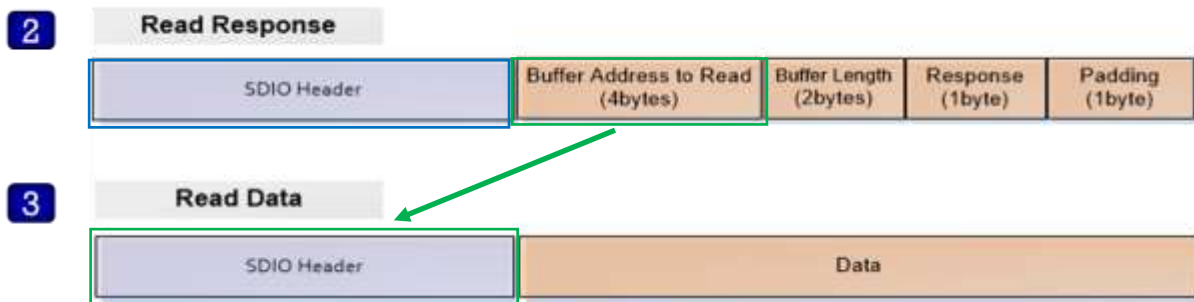 2
Read Response
SDIO Header
Buffer Address to Read
(4bytes)
Buffer Length
(2bytes)
Response
(1byte)
Padding
(1byte)
3
Read Data
SDIO Header
Data